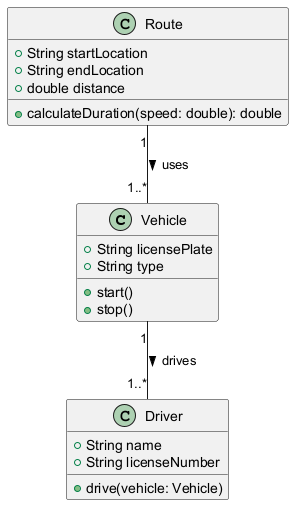 C Route
String startLocation
String endLocation
double distance
calculateDuration(speed: double): double
1
uses
1..*
C Vehicle
String licensePlate
String type
start()
stop()
1
drives
1..*
C Driver
String name
String licenseNumber
drive(vehicle: Vehicle)